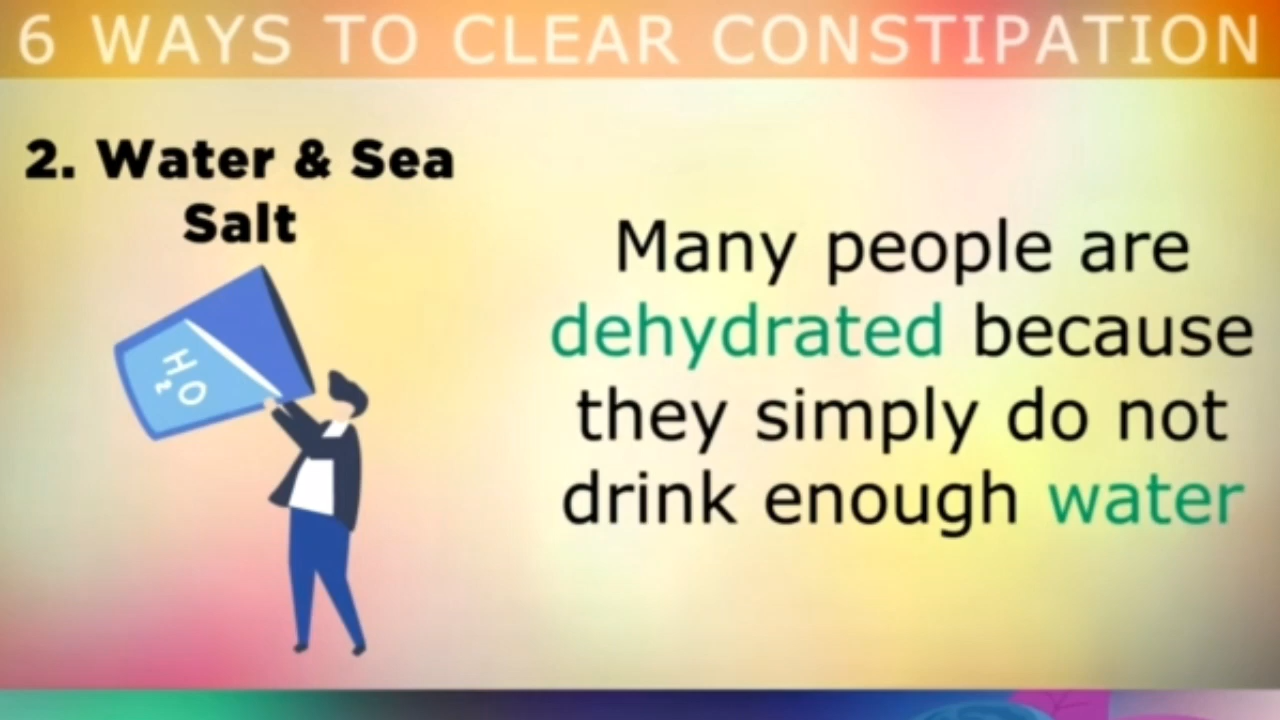 6 WAYS TO CLEAR CONSTIPATION
2. Water & Sea
Salt
H2O
Many people are
dehydrated because
they simply do not
drink enough water